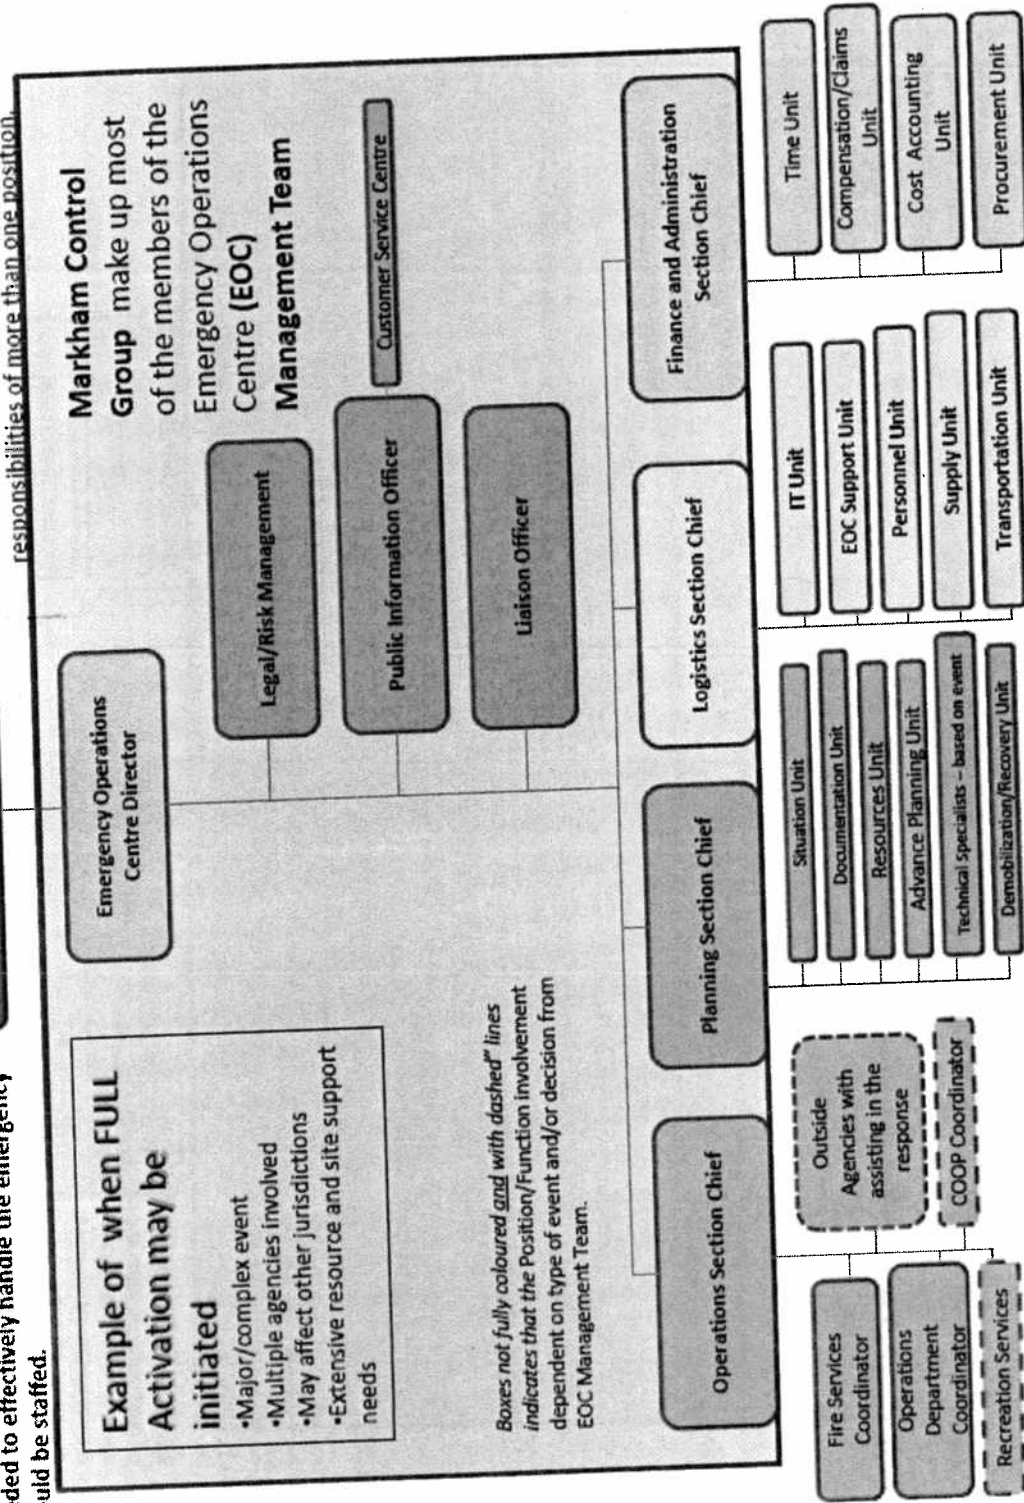 ded to effectively handle the emergency
uld be staffed.
responsibilities of more than one position.
Example of when FULL
Activation may be
initiated
•Major/complex event
•Multiple agencies involved
•May affect other jurisdictions
•Extensive resource and site support
needs
Emergency Operations
Centre Director
Markham Control
Group make up most
of the members of the
Emergency Operations
Centre (EOC)
Management Team
Legal/Risk Management
Public Information Officer
Customer Service Centre
Liaison Officer
Boxes not fully coloured and with dashed" lines
indicates that the Position/Function involvement
dependent on type of event and/or decision from
EOC Management Team.
Operations Section Chief
Planning Section Chief
Logistics Section Chief
Finance and Administration
Section Chief
Fire Services
Coordinator
Operations
Department
Coordinator
Recreation Services
Outside
Agencies with
assisting in the
response
COOP Coordinator
Situation Unit
Documentation Unit
Resources Unit
Advance Planning Unit
Technical specialists – based on event
Demobilization/Recovery Unit
IT Unit
EOC Support Unit
Personnel Unit
Supply Unit
Transportation Unit
Time Unit
Compensation/Claims
Unit
Cost Accounting
Unit
Procurement Unit